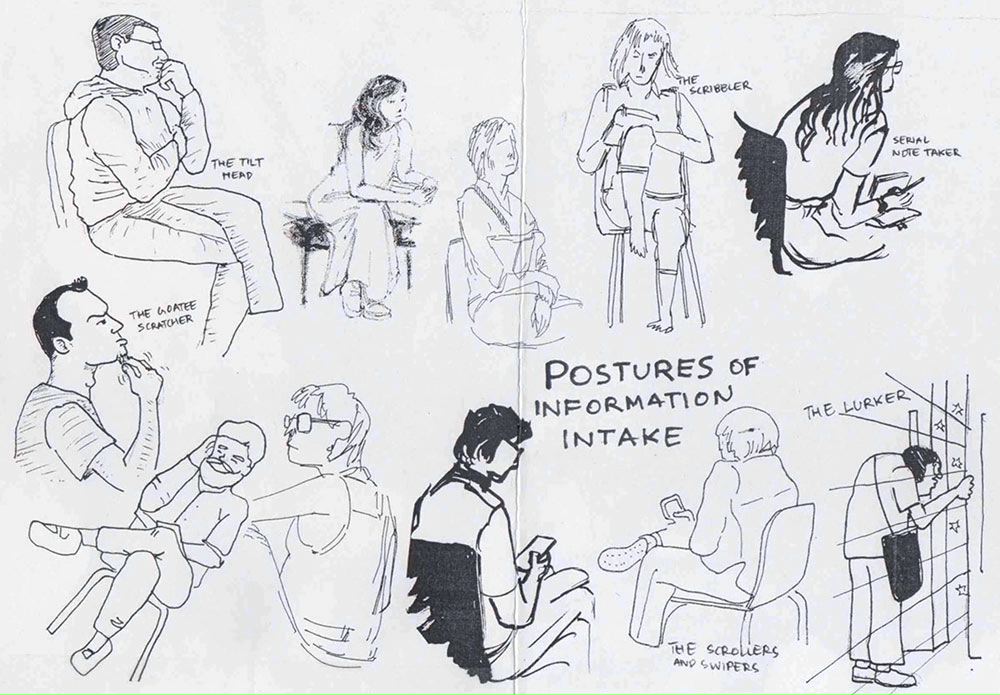 THE TILT
HEAD
THE SCRIBBLER
SERIAL
NOTE TAKER
THE GOATEE
SCRATCHER
POSTURES OF
INFORMATION
INTAKE
THE LURKER
THE SCROLLERS
AND SWIPERS